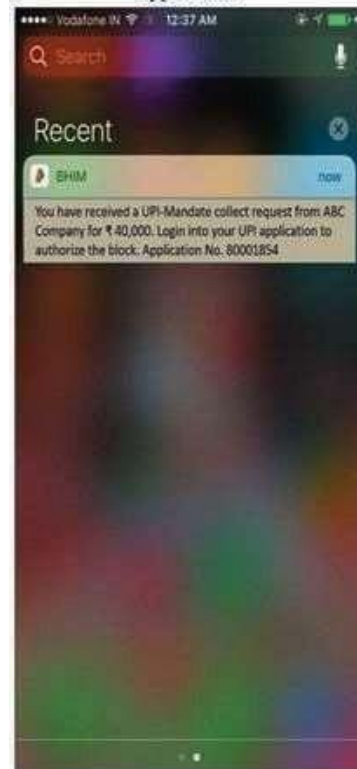 Vodafone IN 12:37 AM
Search
Recent
BHIM now
You have received a UPI-Mandate collect request from ABC
Company for ₹ 40,000. Login into your UPI application to
authorize the block. Application No. 80001854